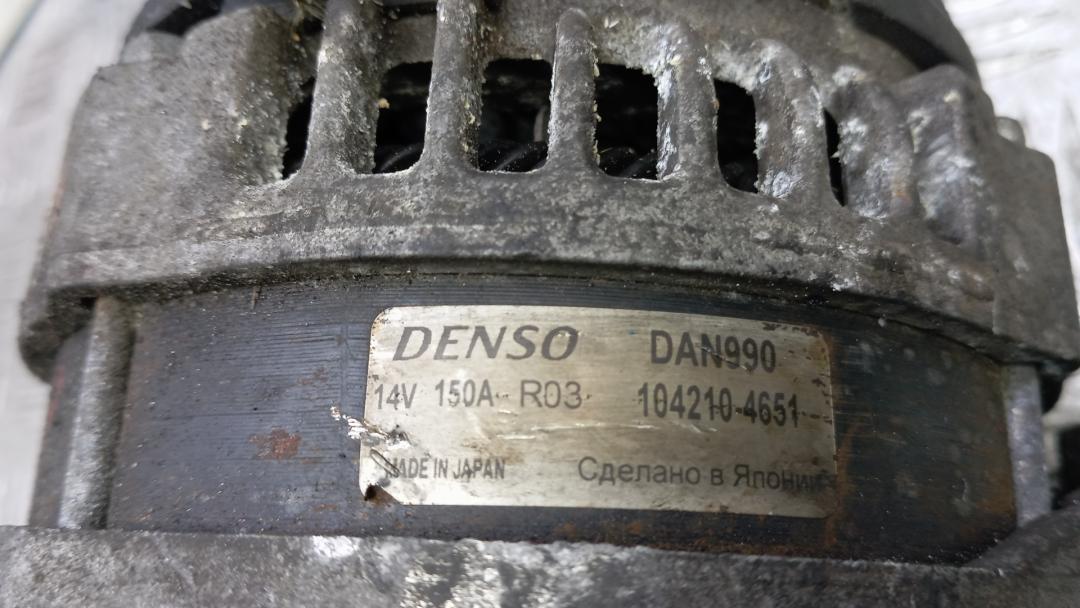 DENSO DAN990
14V 150A R03 104210-4651
MADE IN JAPAN Сделано в Японии